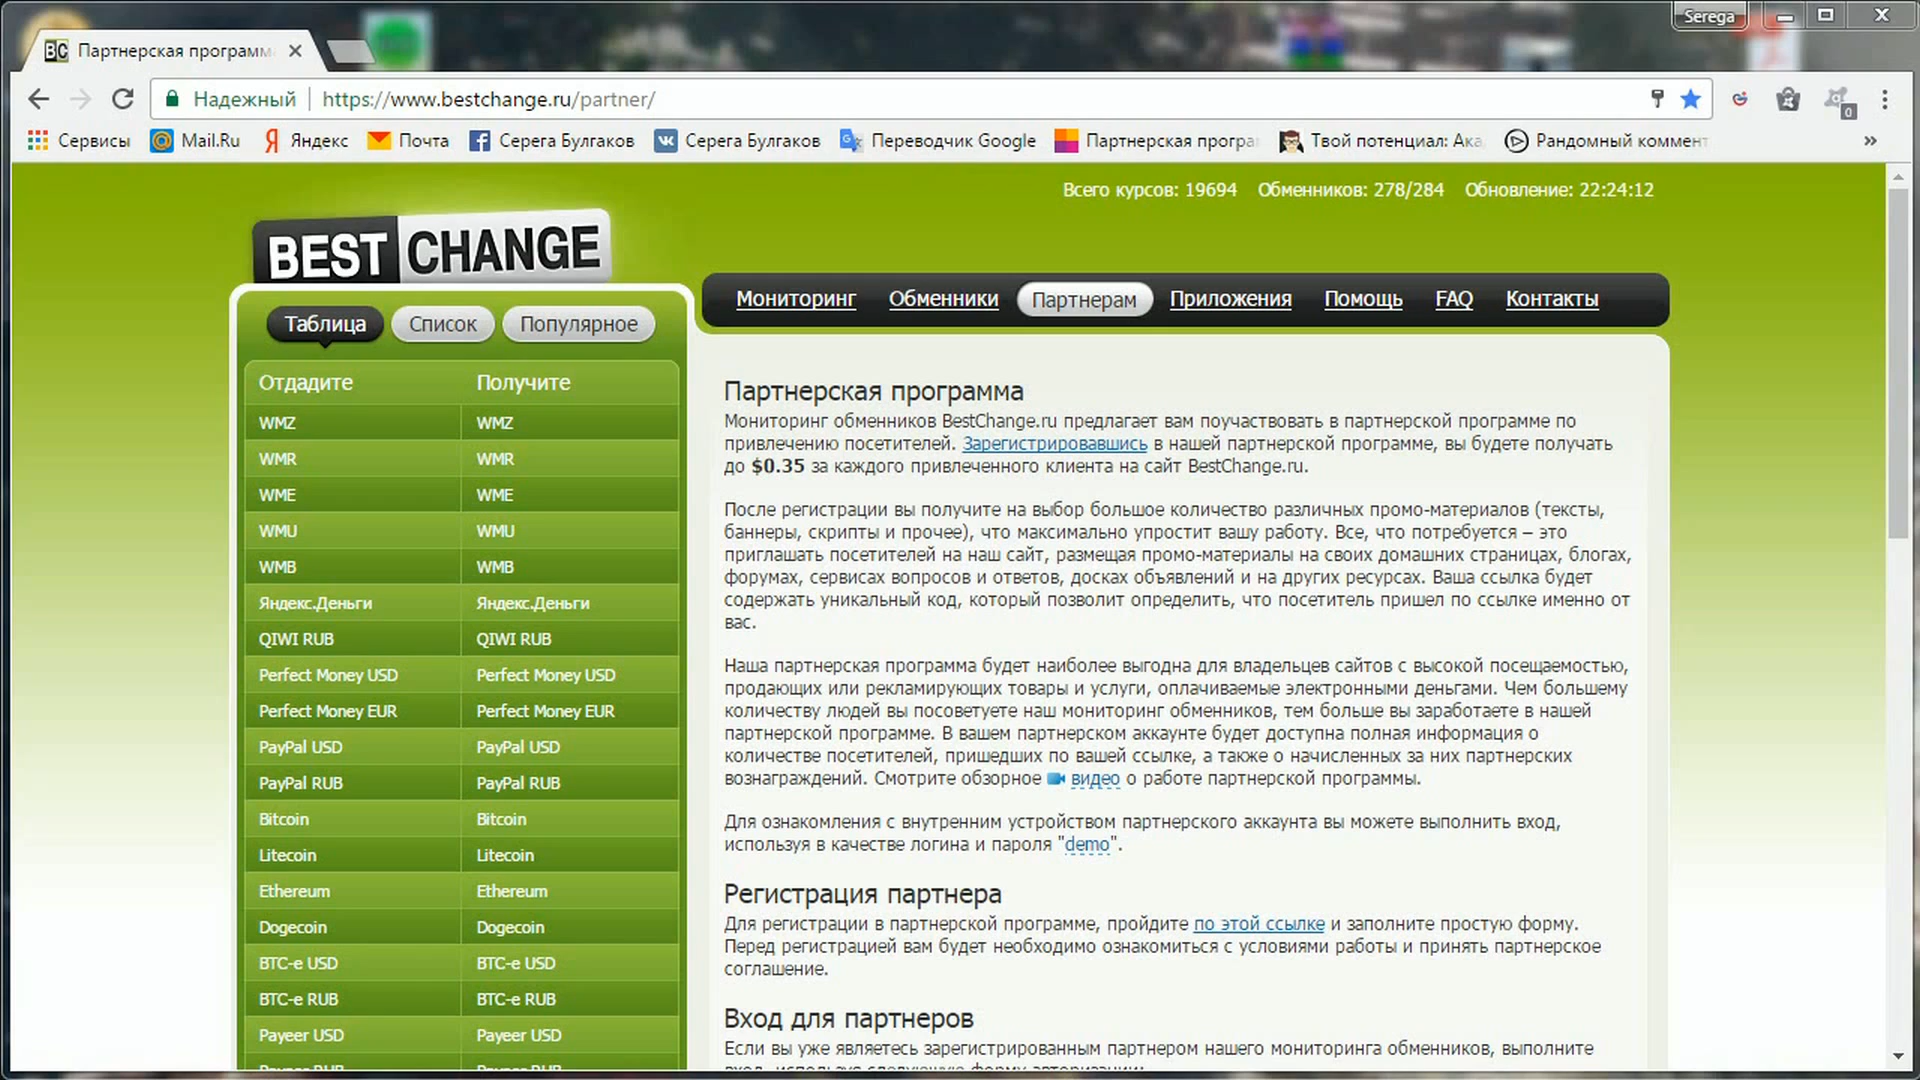 Serega
BC Партнерская программ
Надежный https://www.bestchange.ru/partner/
0
Сервисы Mail.Ru Яндекс Почта Серега Булгаков Серега Булгаков Переводчик Google Партнерская програ Твой потенциал: Ака Рандомный коммент
Всего курсов: 19694 Обменников: 278/284 Обновление: 22:24:12
BEST CHANGE
Мониторинг Обменники Партнерам Приложения Помощь FAQ Контакты
Таблица Список Популярное
Отдадите Получите
WMZ WMZ
WMR WMR
WME WME
WMU WMU
WMB WMB
Яндекс.Деньги Яндекс.Деньги
QIWI RUB QIWI RUB
Perfect Money USD Perfect Money USD
Perfect Money EUR Perfect Money EUR
PayPal USD PayPal USD
PayPal RUB PayPal RUB
Bitcoin Bitcoin
Litecoin Litecoin
Ethereum Ethereum
Dogecoin Dogecoin
BTC-e USD BTC-e USD
BTC-e RUB BTC-e RUB
Payeer USD Payeer USD
Партнерская программа
Мониторинг обменников BestChange.ru предлагает вам поучаствовать в партнерской программе по
привлечению посетителей. Зарегистрировавшись в нашей партнерской программе, вы будете получать
до $0.35 за каждого привлеченного клиента на сайт BestChange.ru.
После регистрации вы получите на выбор большое количество различных промо-материалов (тексты,
баннеры, скрипты и прочее), что максимально упростит вашу работу. Все, что потребуется – это
приглашать посетителей на наш сайт, размещая промо-материалы на своих домашних страницах, блогах,
форумах, сервисах вопросов и ответов, досках объявлений и на других ресурсах. Ваша ссылка будет
содержать уникальный код, который позволит определить, что посетитель пришел по ссылке именно от
вас.
Наша партнерская программа будет наиболее выгодна для владельцев сайтов с высокой посещаемостью,
продающих или рекламирующих товары и услуги, оплачиваемые электронными деньгами. Чем большему
количеству людей вы посоветуете наш мониторинг обменников, тем больше вы заработаете в нашей
партнерской программе. В вашем партнерском аккаунте будет доступна полная информация о
количестве посетителей, пришедших по вашей ссылке, а также о начисленных за них партнерских
вознаграждений. Смотрите обзорное видео о работе партнерской программы.
Для ознакомления с внутренним устройством партнерского аккаунта вы можете выполнить вход,
используя в качестве логина и пароля "demo".
Регистрация партнера
Для регистрации в партнерской программе, пройдите по этой ссылке и заполните простую форму.
Перед регистрацией вам будет необходимо ознакомиться с условиями работы и принять партнерское
соглашение.
Вход для партнеров
Если вы уже являетесь зарегистрированным партнером нашего мониторинга обменников, выполните